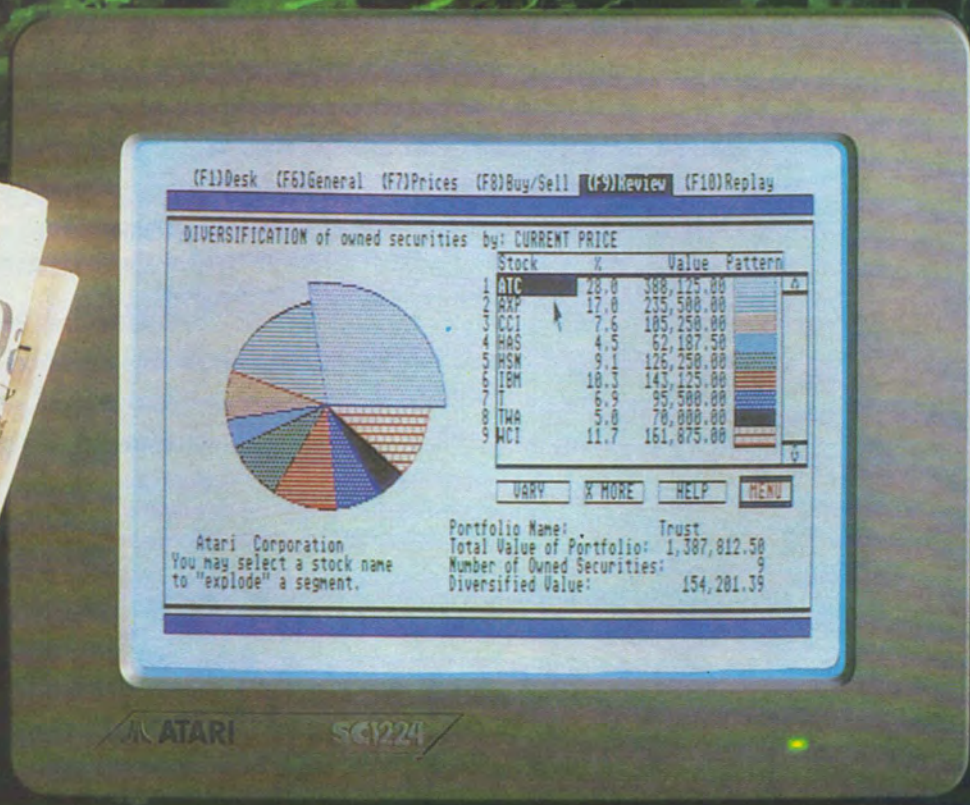 (F1)Desk (F6)General (F7)Prices (F8)Buy/Sell (F9)Review (F10)Replay
DIVERSIFICATION of owned securities by: CURRENT PRICE
Stock % Value Pattern
1 ATC 28.0 388,125.00
2 AXP 17.0 235,500.00
3 CCI 7.6 105,250.00
4 HAS 4.5 62,187.50
5 HSN 9.1 126,250.00
6 IBM 10.3 143,125.00
7 T 6.9 95,500.00
8 TWA 5.0 70,000.00
9 WCI 11.7 161,875.00
VARY X MORE HELP MENU
Atari Corporation
You may select a stock name
to "explode" a segment.
Portfolio Name: Trust
Total Value of Portfolio: 1,387,812.50
Number of Owned Securities: 9
Diversified Value: 154,201.39
ATARI SC1224